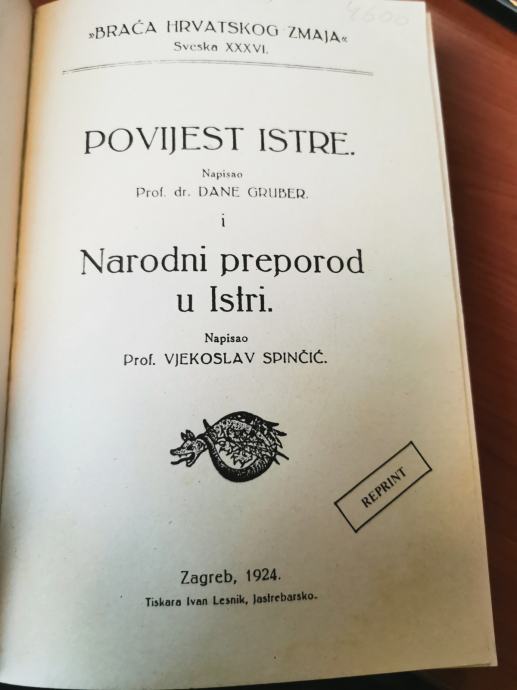 4600
»BRAĆA HRVATSKOG ZMAJA«
Sveska XXXVI.
POVIJEST ISTRE.
Napisao
Prof. dr. DANE GRUBER.
i
Narodni preporod
u Istri.
Napisao
Prof. VJEKOSLAV SPINČIĆ.
REPRINT
Zagreb, 1924.
Tiskara Ivan Lesnik, Jastrebarsko.